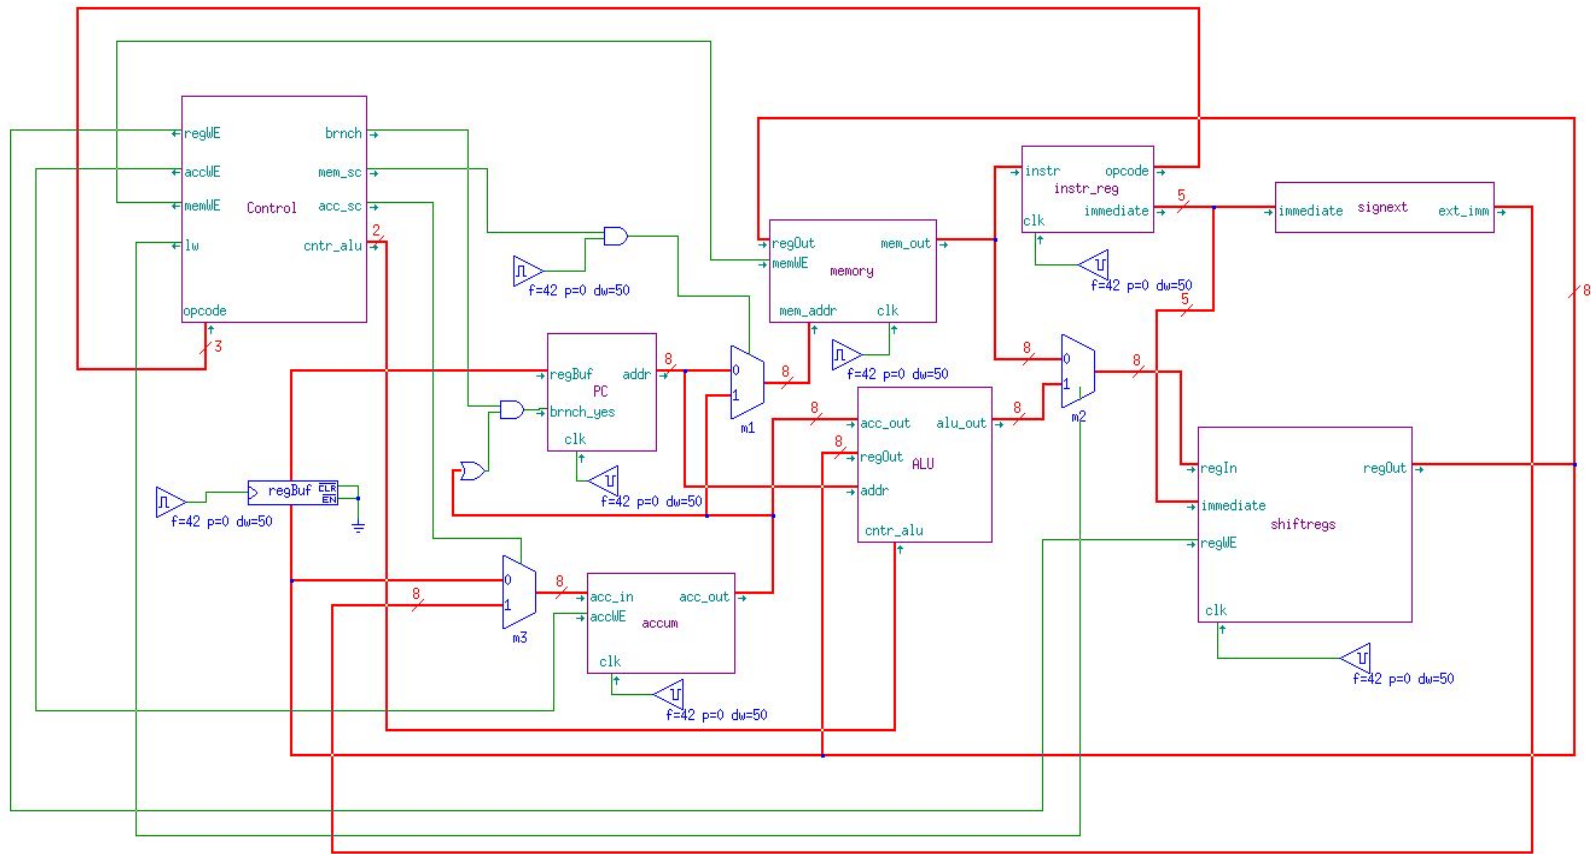 regWE
brnch
accWE
mem_sc
memWE
Control
acc_sc
lw
cntr_alu
2
opcode
3
f=42 p=0 dw=50
regOut
mem_out
memWE
memory
mem_addr
clk
f=42 p=0 dw=50
instr
opcode
instr_reg
immediate
clk
5
f=42 p=0 dw=50
5
immediate
signext
ext_imm
8
regBuf
addr
PC
brnch_yes
clk
8
f=42 p=0 dw=50
0
1
m1
8
8
0
1
m2
8
8
acc_out
alu_out
8
8
regOut
ALU
addr
cntr_alu
regBuf
CLR
EN
f=42 p=0 dw=50
regIn
regOut
immediate
shiftregs
regWE
clk
f=42 p=0 dw=50
0
1
m3
8
8
acc_in
acc_out
accWE
accum
clk
f=42 p=0 dw=50